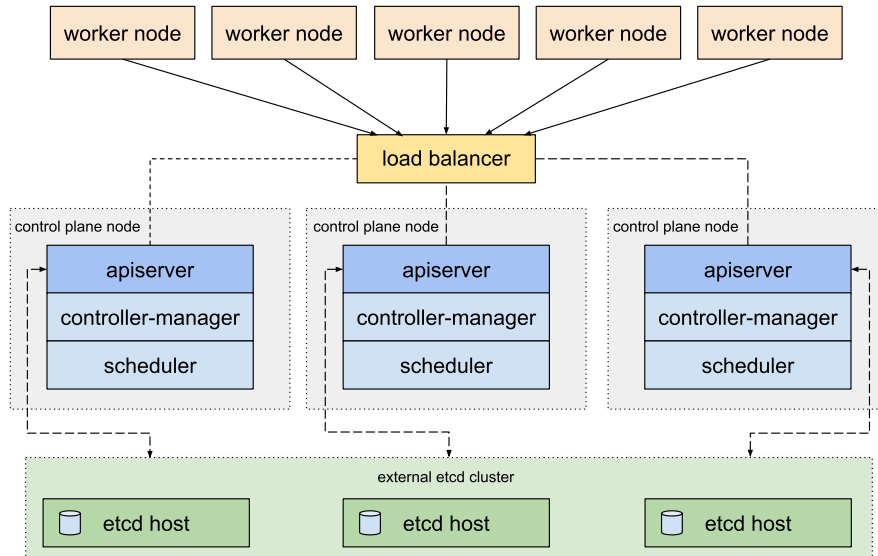 worker node
worker node
worker node
worker node
worker node
load balancer
control plane node
apiserver
controller-manager
scheduler
control plane node
apiserver
controller-manager
scheduler
control plane node
apiserver
controller-manager
scheduler
external etcd cluster
etcd host
etcd host
etcd host